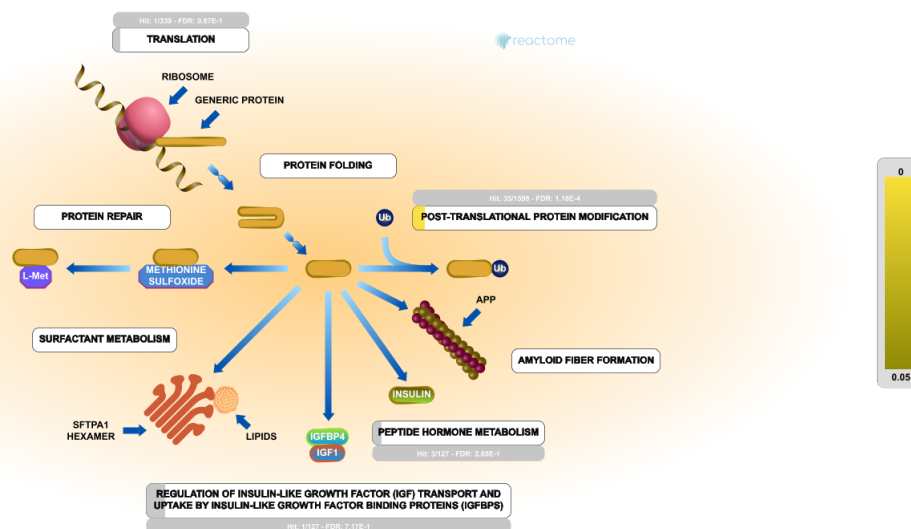 Hit: 1/339 - FDR: 9.67E-1
TRANSLATION
reactome
RIBOSOME
GENERIC PROTEIN
PROTEIN FOLDING
0
Hit: 35/1598 - FDR: 1.16E-4
PROTEIN REPAIR
Ub
POST-TRANSLATIONAL PROTEIN MODIFICATION
L-Met
METHIONINE
SULFOXIDE
Ub
APP
SURFACTANT METABOLISM
AMYLOID FIBER FORMATION
0.05
INSULIN
SFTPA1
HEXAMER
LIPIDS
IGFBP4
IGF1
PEPTIDE HORMONE METABOLISM
Hit: 3/127 - FDR: 2.65E-1
REGULATION OF INSULIN-LIKE GROWTH FACTOR (IGF) TRANSPORT AND
UPTAKE BY INSULIN-LIKE GROWTH FACTOR BINDING PROTEINS (IGFBPS)
Hit: 1/127 - FDR: 7.17E-1